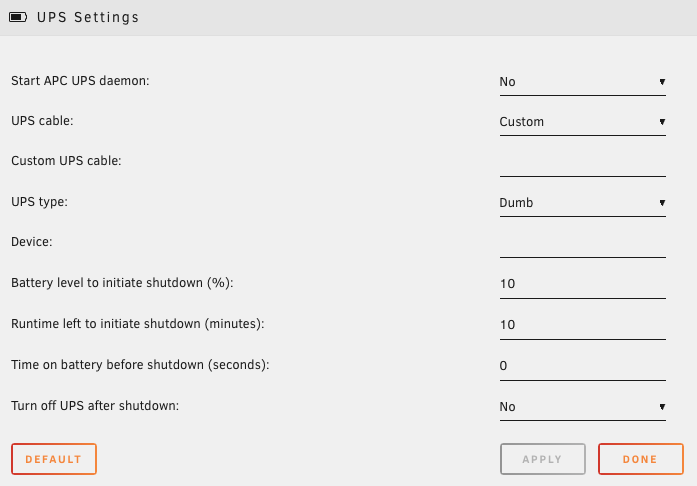 UPS Settings
Start APC UPS daemon: No
UPS cable: Custom
Custom UPS cable:
UPS type: Dumb
Device:
Battery level to initiate shutdown (%): 10
Runtime left to initiate shutdown (minutes): 10
Time on battery before shutdown (seconds): 0
Turn off UPS after shutdown: No
DEFAULT APPLY DONE